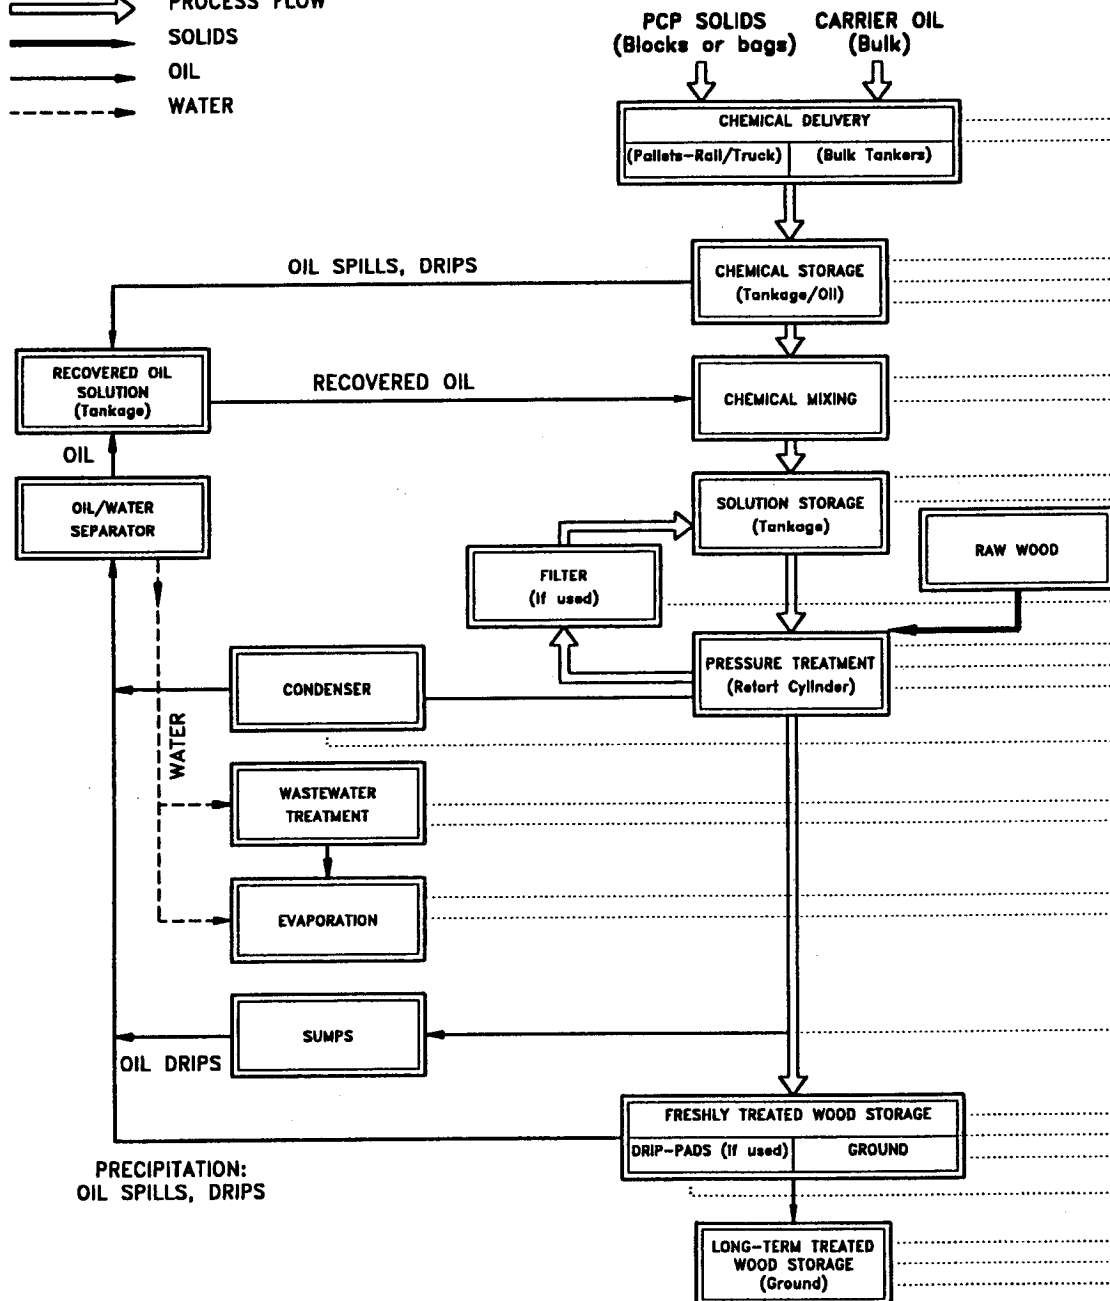 PROCESS FLOW
SOLIDS
OIL
WATER
PCP SOLIDS
(Blocks or bags)
CARRIER OIL
(Bulk)
CHEMICAL DELIVERY
(Pallets-Rail/Truck)
(Bulk Tankers)
OIL SPILLS, DRIPS
CHEMICAL STORAGE
(Tankage/Oil)
RECOVERED OIL
SOLUTION
(Tankage)
RECOVERED OIL
CHEMICAL MIXING
OIL
OIL/WATER
SEPARATOR
SOLUTION STORAGE
(Tankage)
RAW WOOD
FILTER
(If used)
PRESSURE TREATMENT
(Retort Cylinder)
CONDENSER
WATER
WASTEWATER
TREATMENT
EVAPORATION
SUMPS
OIL DRIPS
FRESHLY TREATED WOOD STORAGE
DRIP-PADS (If used)
GROUND
PRECIPITATION:
OIL SPILLS, DRIPS
LONG-TERM TREATED
WOOD STORAGE
(Ground)